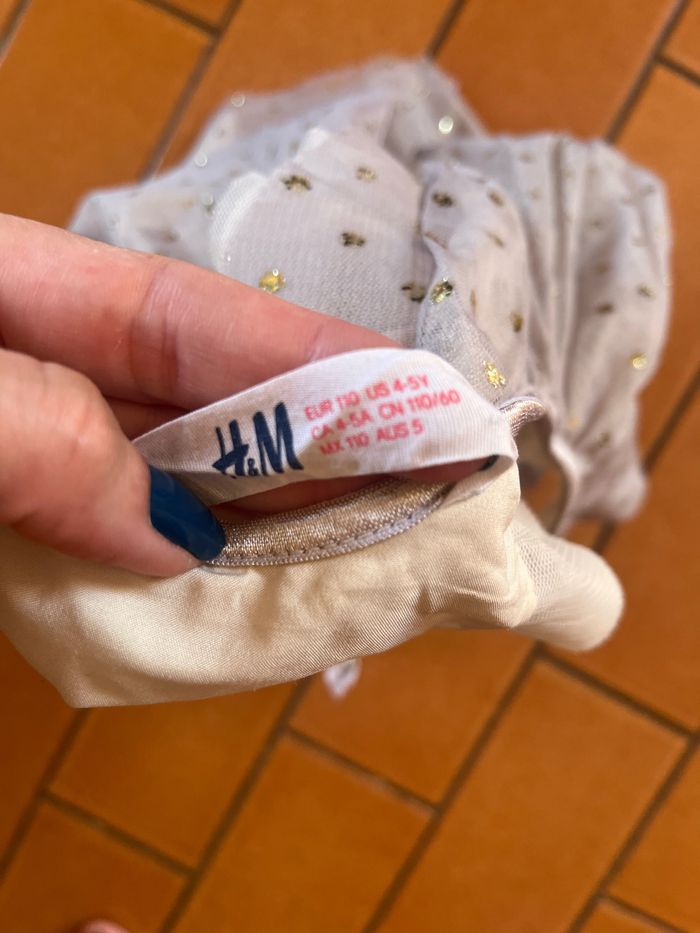 H&M
EUR 110 US 4-5Y
CA 4-5A CN 110/60
MX 110 AUS 5